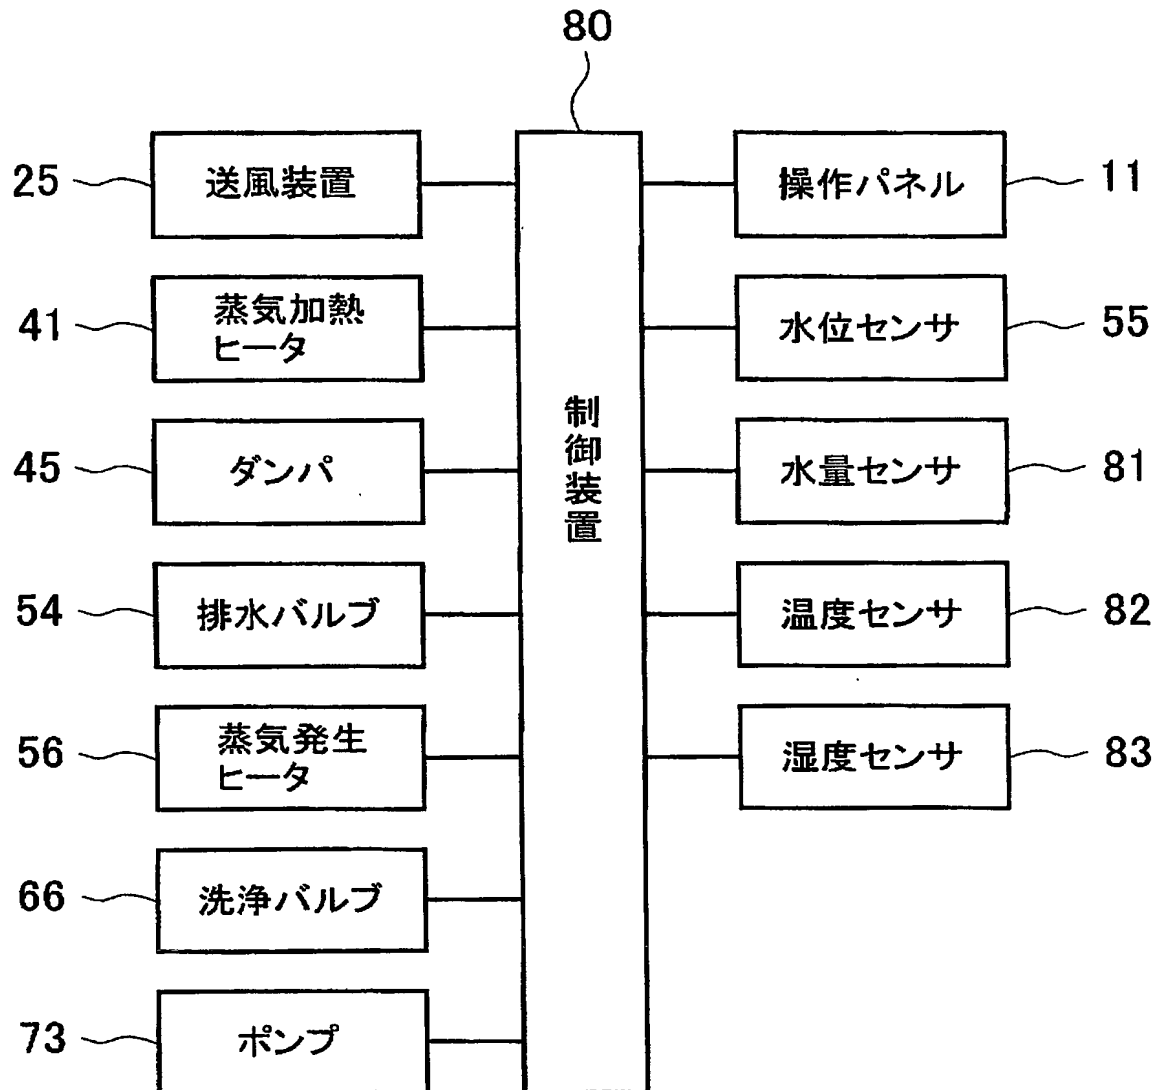 80
25
送風装置
操作パネル
11
41
蒸気加熱
ヒータ
水位センサ
55
制御装置
45
ダンパ
水量センサ
81
54
排水バルブ
温度センサ
82
56
蒸気発生
ヒータ
湿度センサ
83
66
洗浄バルブ
73
ポンプ